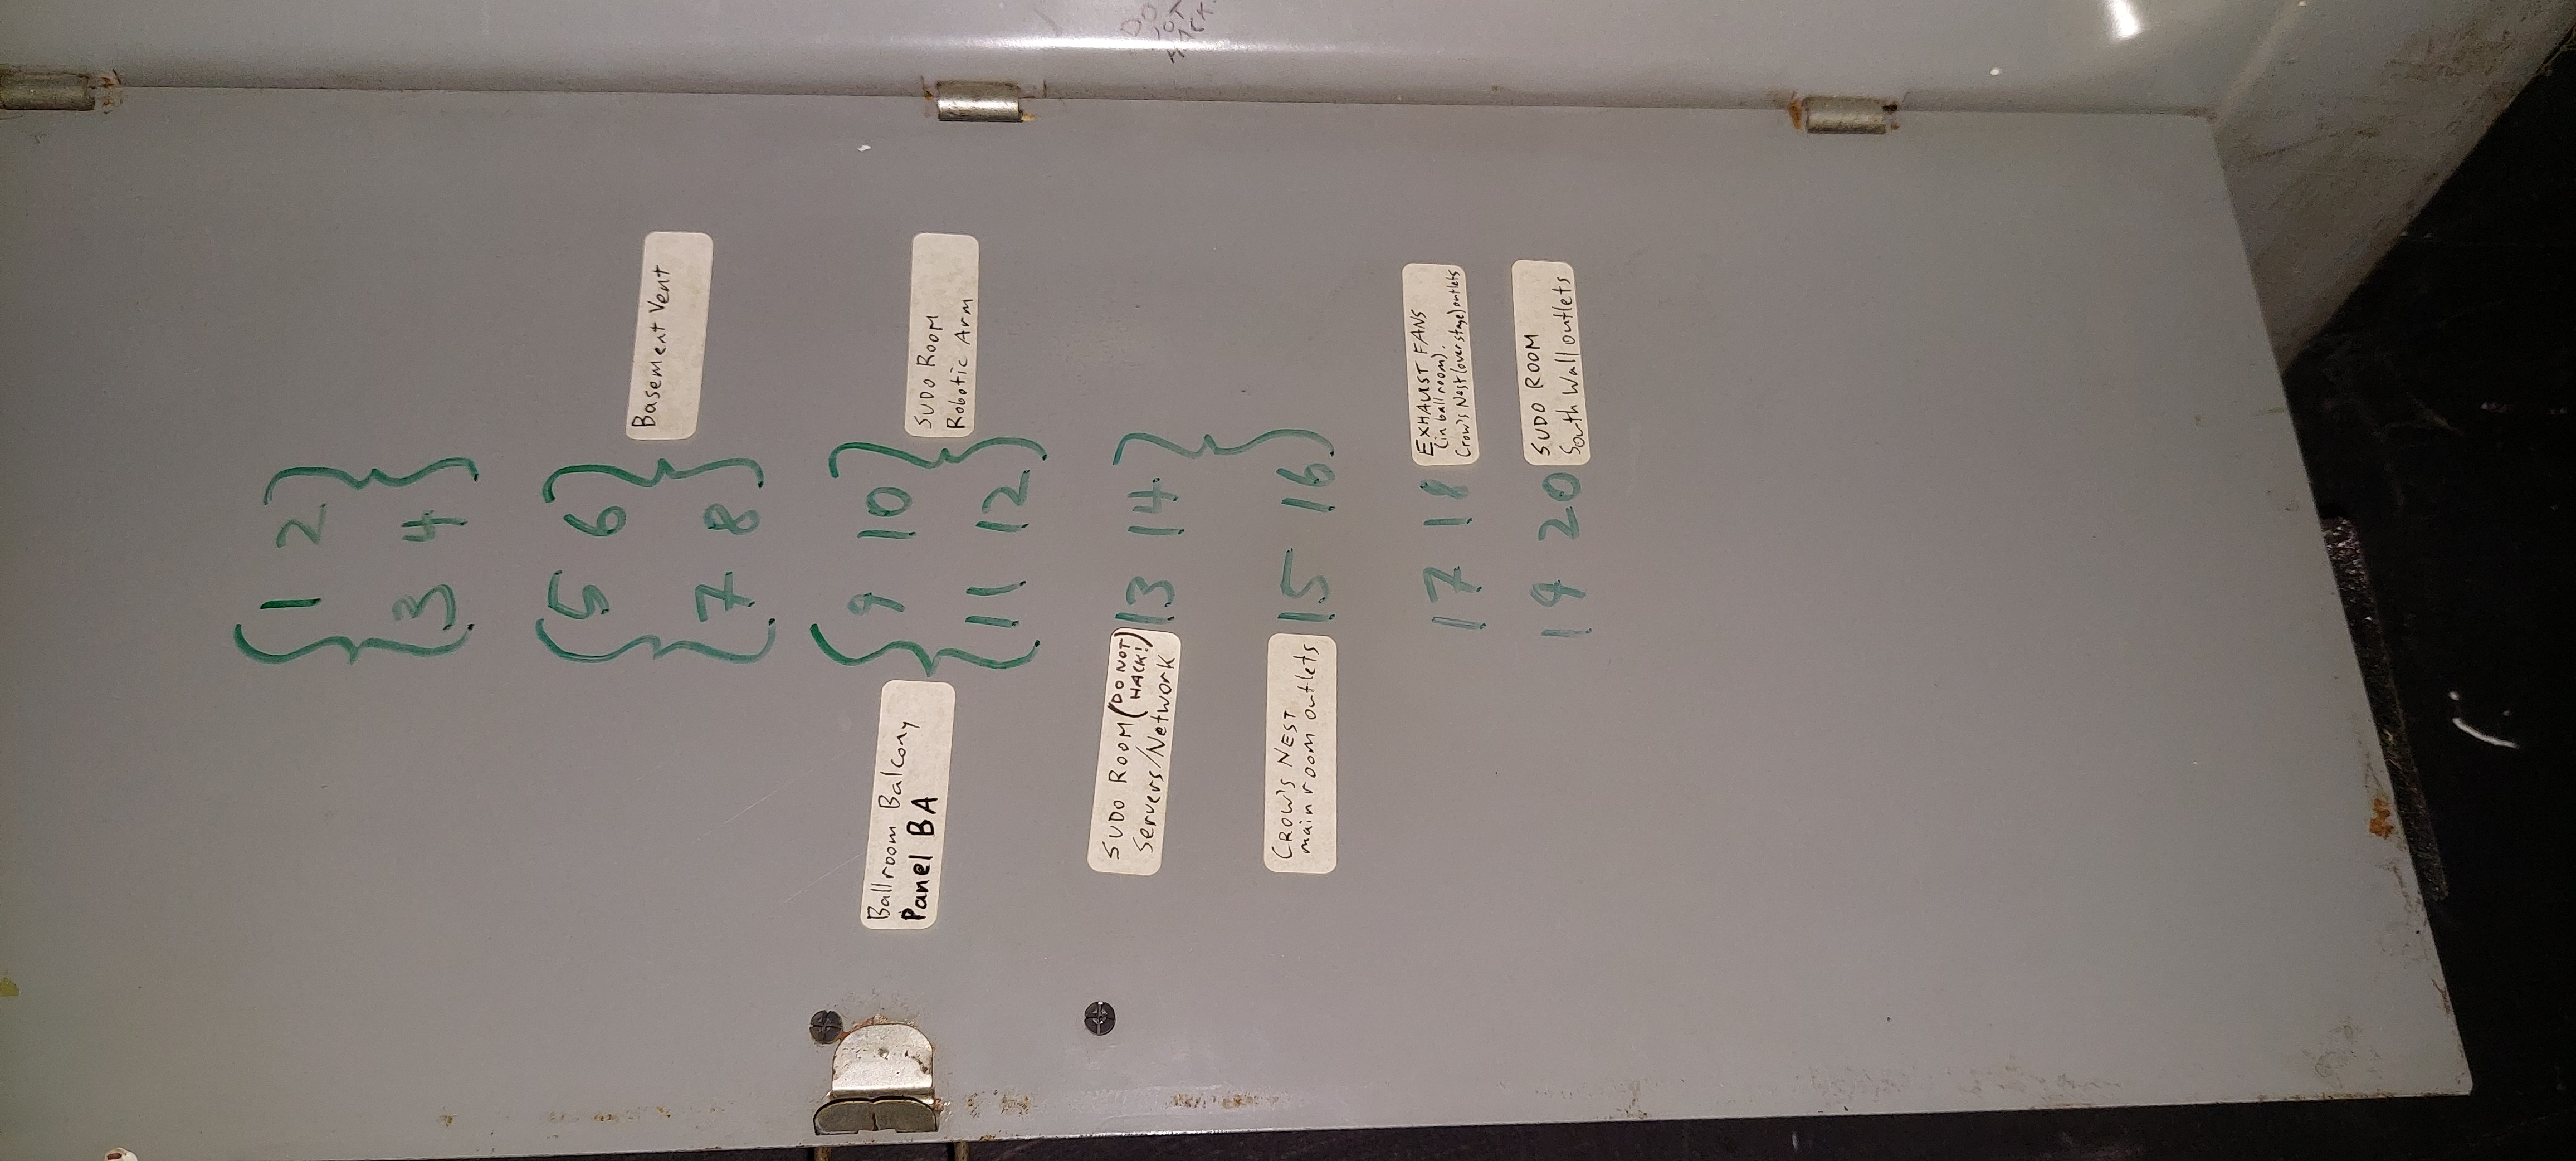 DO
NOT
HACK!
1 2
3 4
Basement Vent
5 6
7 8
Ballroom Balcony
Panel BA
9 10
11 12
SUDO ROOM
Robotic Arm
SUDO ROOM (DO NOT HACK!)
Servers/Network
13 14
CROW'S NEST
main room outlets
15 16
17 18
EXHAUST FANS
(in ball room).
Crow's Nest (over stage) outlets
19 20
SUDO ROOM
South Wall outlets